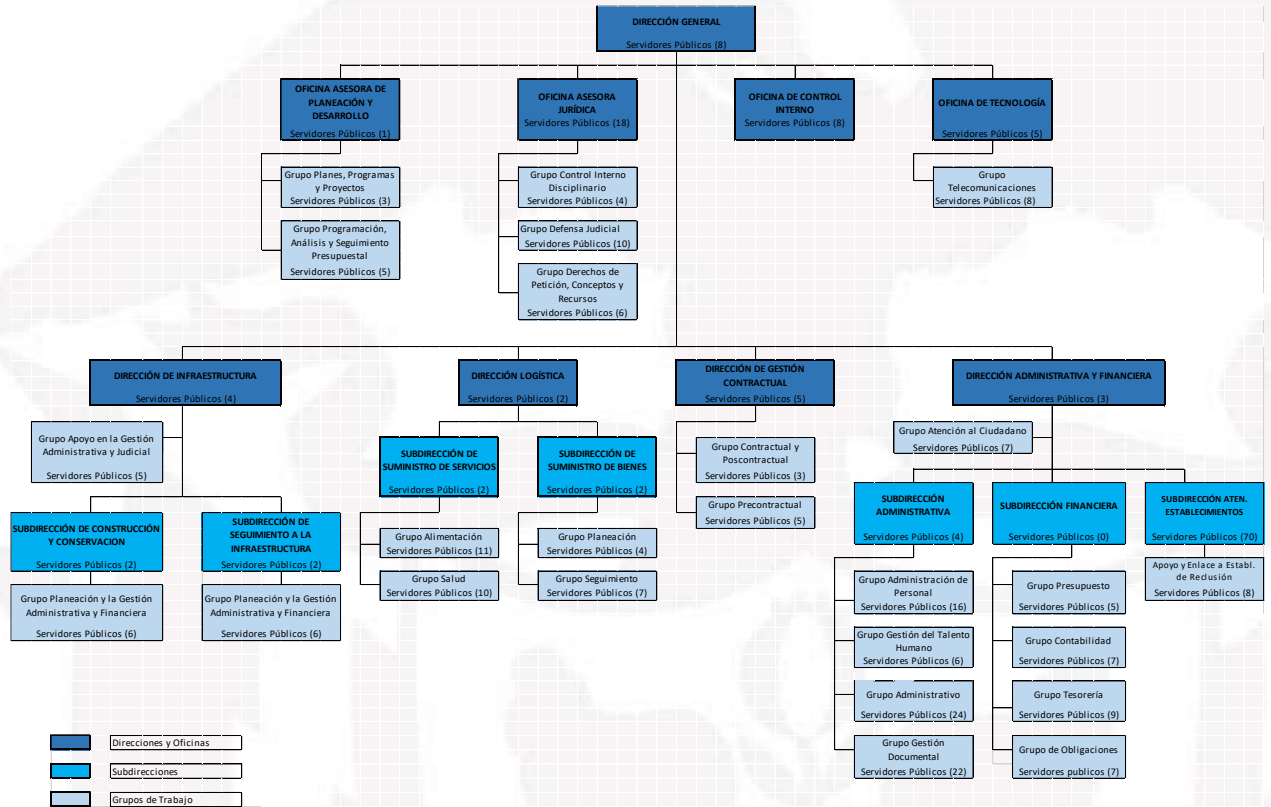 DIRECCIÓN GENERAL
Servidores Públicos (8)
OFICINA ASESORA DE
PLANEACIÓN Y
DESARROLLO
Servidores Públicos (1)
OFICINA ASESORA
JURÍDICA
Servidores Públicos (18)
OFICINA DE CONTROL
INTERNO
Servidores Públicos (8)
OFICINA DE TECNOLOGÍA
Servidores Públicos (5)
Grupo Planes, Programas
y Proyectos
Servidores Públicos (3)
Grupo Programación,
Análisis y Seguimiento
Presupuestal
Servidores Públicos (5)
Grupo Control Interno
Disciplinario
Servidores Públicos (4)
Grupo Defensa Judicial
Servidores Públicos (10)
Grupo Derechos de
Petición, Conceptos y
Recursos
Servidores Públicos (6)
Grupo
Telecomunicaciones
Servidores Públicos (8)
DIRECCIÓN DE INFRAESTRUCTURA
Servidores Públicos (4)
DIRECCIÓN LOGÍSTICA
Servidores Públicos (2)
DIRECCIÓN DE GESTIÓN
CONTRACTUAL
Servidores Públicos (5)
DIRECCIÓN ADMINISTRATIVA Y FINANCIERA
Servidores Públicos (3)
Grupo Apoyo en la Gestión
Administrativa y Judicial
Servidores Públicos (5)
SUBDIRECCIÓN DE CONSTRUCCIÓN
Y CONSERVACION
Servidores Públicos (2)
SUBDIRECCIÓN DE
SEGUIMIENTO A LA
INFRAESTRUCTURA
Servidores Públicos (2)
Grupo Planeación y la Gestión
Administrativa y Financiera
Servidores Públicos (6)
Grupo Planeación y la Gestión
Administrativa y Financiera
Servidores Públicos (6)
SUBDIRECCIÓN DE
SUMINISTRO DE SERVICIOS
Servidores Públicos (2)
SUBDIRECCIÓN DE
SUMINISTRO DE BIENES
Servidores Públicos (2)
Grupo Alimentación
Servidores Públicos (11)
Grupo Salud
Servidores Públicos (10)
Grupo Planeación
Servidores Públicos (4)
Grupo Seguimiento
Servidores Públicos (7)
Grupo Contractual y
Poscontractual
Servidores Públicos (3)
Grupo Precontractual
Servidores Públicos (5)
Grupo Atención al Ciudadano
Servidores Públicos (7)
SUBDIRECCIÓN
ADMINISTRATIVA
Servidores Públicos (4)
SUBDIRECCIÓN FINANCIERA
Servidores Públicos (0)
SUBDIRECCIÓN ATEN.
ESTABLECIMIENTOS
Servidores Públicos (70)
Grupo Administración de
Personal
Servidores Públicos (16)
Grupo Gestión del Talento
Humano
Servidores Públicos (6)
Grupo Administrativo
Servidores Públicos (24)
Grupo Gestión
Documental
Servidores Públicos (22)
Grupo Presupuesto
Servidores Públicos (5)
Grupo Contabilidad
Servidores Públicos (7)
Grupo Tesorería
Servidores Públicos (9)
Grupo de Obligaciones
Servidores publicos (7)
Apoyo y Enlace a Establ.
de Reclusión
Servidores Públicos (8)
Direcciones y Oficinas
Subdirecciones
Grupos de Trabajo